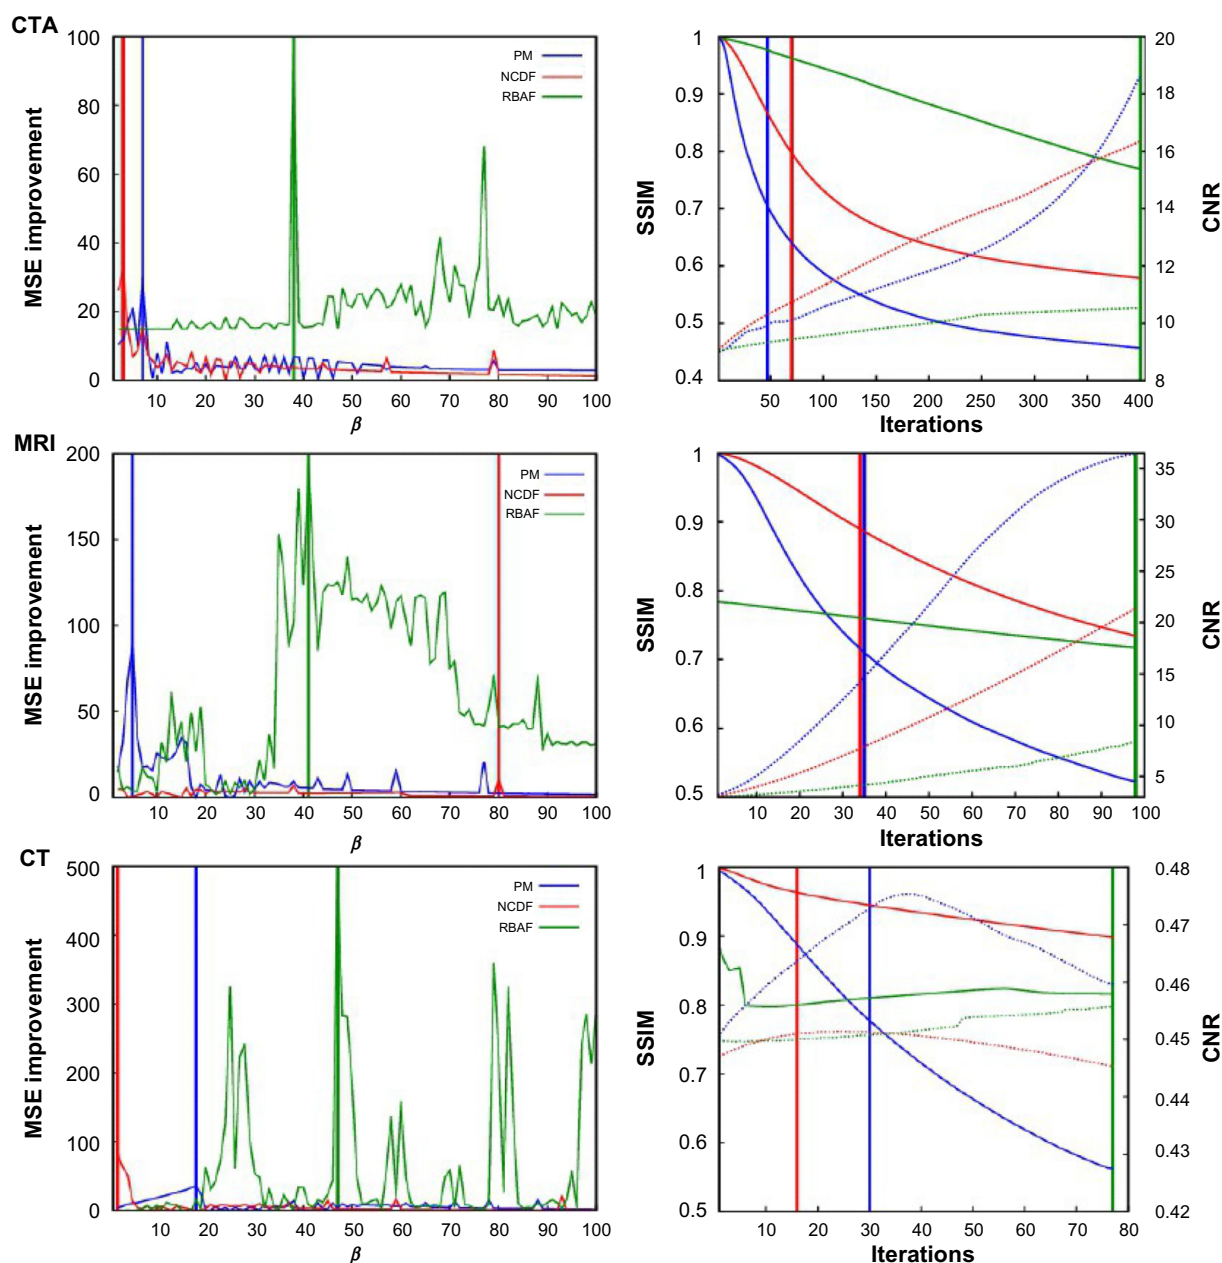 CTA
100
80
60
40
20
0
MSE improvement
PM
NCDF
RBAF
10 20 30 40 50 60 70 80 90 100
β
1
0.9
0.8
0.7
0.6
0.5
0.4
SSIM
20
18
16
14
12
10
8
CNR
50 100 150 200 250 300 350 400
Iterations
MRI
200
150
100
50
0
MSE improvement
PM
NCDF
RBAF
10 20 30 40 50 60 70 80 90 100
β
1
0.9
0.8
0.7
0.6
0.5
SSIM
35
30
25
20
15
10
5
CNR
10 20 30 40 50 60 70 80 90 100
Iterations
CT
500
400
300
200
100
0
MSE improvement
PM
NCDF
RBAF
10 20 30 40 50 60 70 80 90 100
β
1
0.9
0.8
0.7
0.6
0.5
SSIM
0.48
0.47
0.46
0.45
0.44
0.43
0.42
CNR
10 20 30 40 50 60 70 80
Iterations